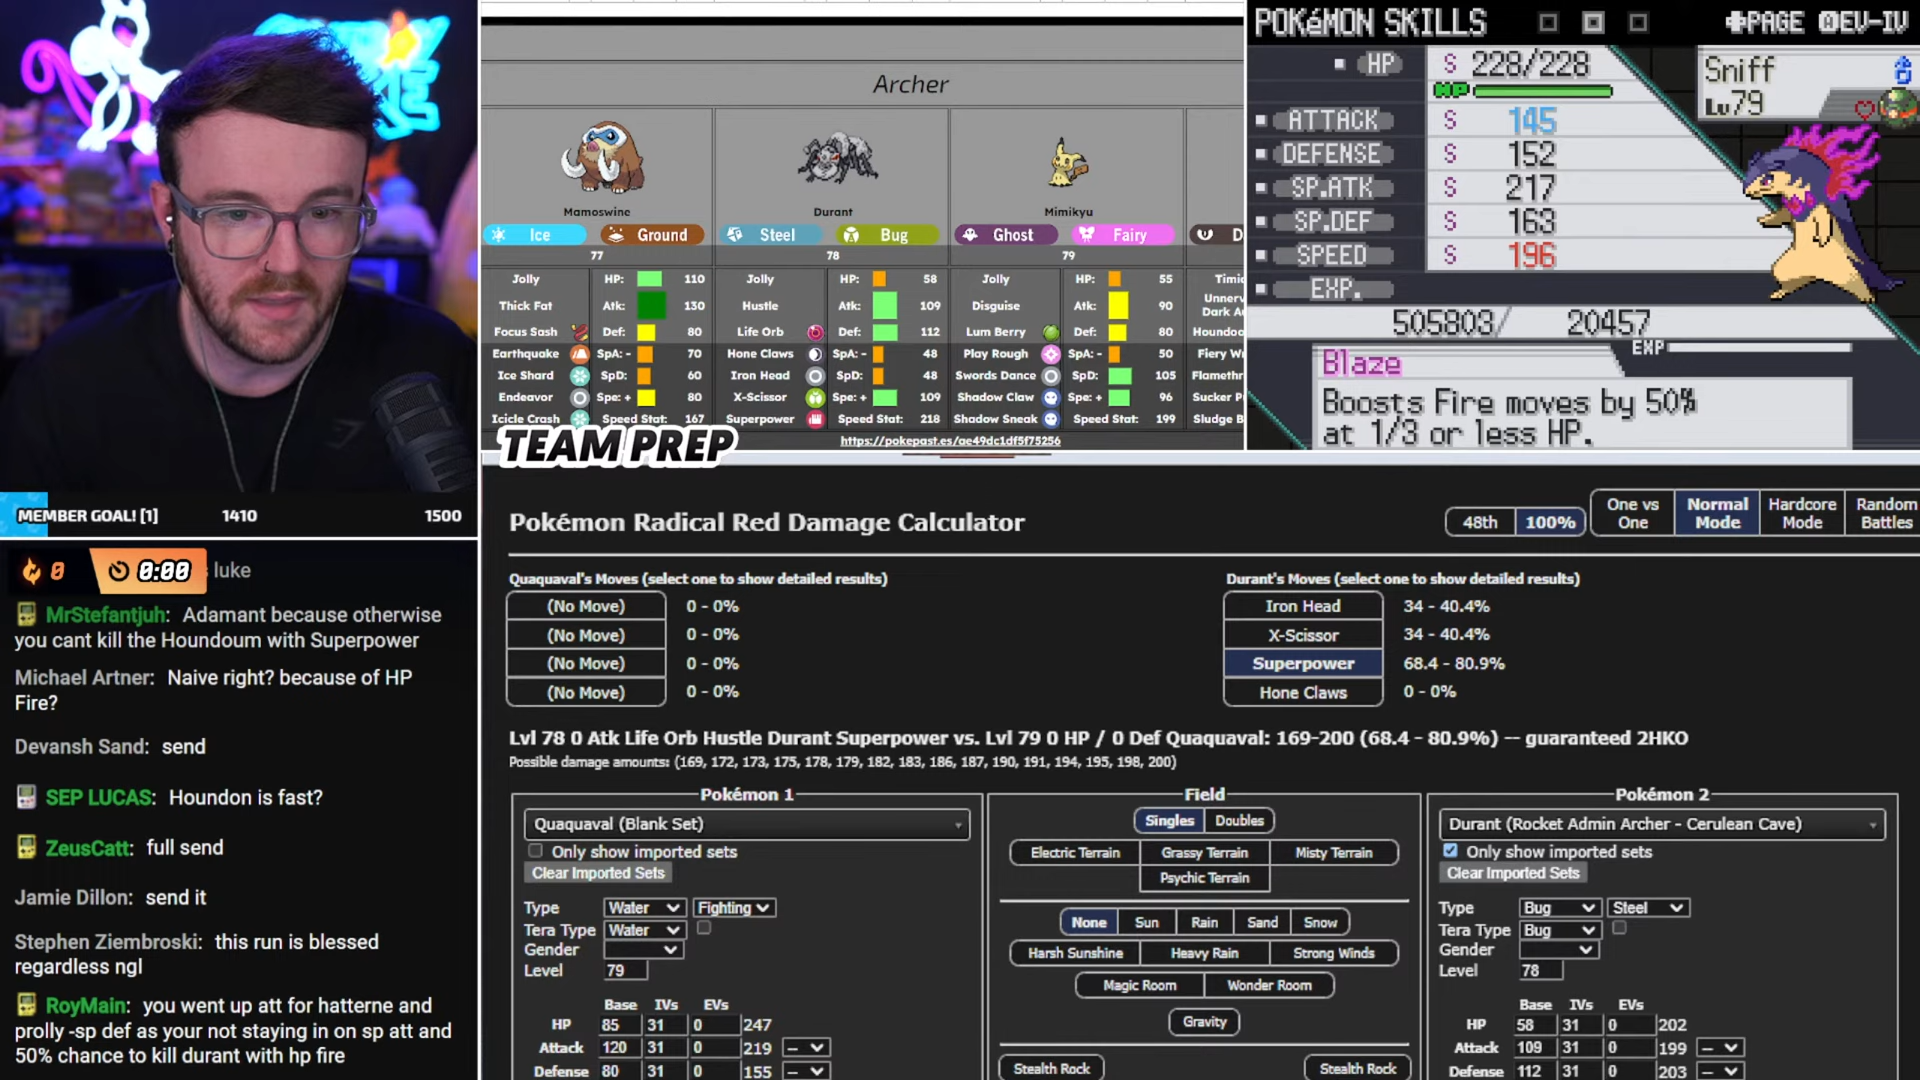 MEMBER GOAL! [1] 1410 1500
0 0:00 luke
MrStefantjuh: Adamant because otherwise
you cant kill the Houndoum with Superpower
Michael Artner: Naive right? because of HP
Fire?
Devansh Sand: send
SEP LUCAS: Houndon is fast?
ZeusCatt: full send
Jamie Dillon: send it
Stephen Ziembroski: this run is blessed
regardless ngl
RoyMain: you went up att for hatterne and
prolly -sp def as your not staying in on sp att and
50% chance to kill durant with hp fire
Archer
Mamoswine Durant Mimikyu
Ice Ground Steel Bug Ghost Fairy D
77 78 79
Jolly HP: 110 Jolly HP: 58 Jolly HP: 55 Timi
Thick Fat Atk: 130 Hustle Atk: 109 Disguise Atk: 90 Unnerv
Dark A
Focus Sash Def: 80 Life Orb Def: 112 Lum Berry Def: 80 Houndoo
Earthquake SpA: - 70 Hone Claws SpA: - 48 Play Rough SpA: - 50 Fiery Wr
Ice Shard SpD: 60 Iron Head SpD: 48 Swords Dance SpD: 105 Flamethr
Endeavor Spe: + 80 X-Scissor Spe: + 109 Shadow Claw Spe: + 96 Sucker P
Icicle Crash Speed Stat: 167 Superpower Speed Stat: 218 Shadow Sneak Speed Stat: 199 Sludge B
TEAM PREP
https://pokepast.es/ae49dc1df5f75256
POKéMON SKILLS PAGE EV-IV
HP S 228/228
HP
Sniff
Lv79
ATTACK S 145
DEFENSE S 152
SP.ATK S 217
SP.DEF S 163
SPEED S 196
EXP.
505803/ 20457
EXP
Blaze
Boosts Fire moves by 50%
at 1/3 or less HP.
Pokémon Radical Red Damage Calculator
48th 100%
One vs
One
Normal
Mode
Hardcore
Mode
Random
Battles
Quaquaval's Moves (select one to show detailed results)
(No Move) 0 - 0%
(No Move) 0 - 0%
(No Move) 0 - 0%
(No Move) 0 - 0%
Durant's Moves (select one to show detailed results)
Iron Head 34 - 40.4%
X-Scissor 34 - 40.4%
Superpower 68.4 - 80.9%
Hone Claws 0 - 0%
Lvl 78 0 Atk Life Orb Hustle Durant Superpower vs. Lvl 79 0 HP / 0 Def Quaquaval: 169-200 (68.4 - 80.9%) -- guaranteed 2HKO
Possible damage amounts: (169, 172, 173, 175, 178, 179, 182, 183, 186, 187, 190, 191, 194, 195, 198, 200)
Pokémon 1
Quaquaval (Blank Set)
Only show imported sets
Clear Imported Sets
Type Water Fighting
Tera Type Water
Gender
Level 79
Base IVs EVs
HP 85 31 0 247
Attack 120 31 0 219 --
Defense 80 31 0 155 --
Field
Singles Doubles
Electric Terrain Grassy Terrain Misty Terrain
Psychic Terrain
None Sun Rain Sand Snow
Harsh Sunshine Heavy Rain Strong Winds
Magic Room Wonder Room
Gravity
Stealth Rock Stealth Rock
Pokémon 2
Durant (Rocket Admin Archer - Cerulean Cave)
Only show imported sets
Clear Imported Sets
Type Bug Steel
Tera Type Bug
Gender
Level 78
Base IVs EVs
HP 58 31 0 202
Attack 109 31 0 199 --
Defense 112 31 0 203 --